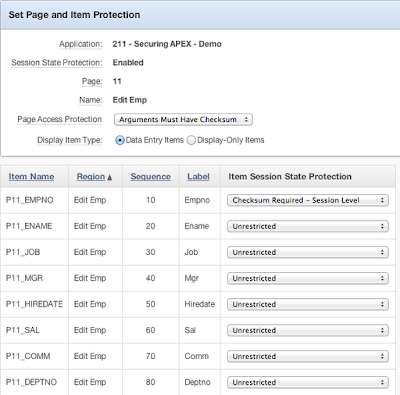 Set Page and Item Protection
Application: 211 - Securing APEX - Demo
Session State Protection: Enabled
Page: 11
Name: Edit Emp
Page Access Protection Arguments Must Have Checksum
Display Item Type: Data Entry Items Display-Only Items
Item Name Region Sequence Label Item Session State Protection
P11_EMPNO Edit Emp 10 Empno Checksum Required - Session Level
P11_ENAME Edit Emp 20 Ename Unrestricted
P11_JOB Edit Emp 30 Job Unrestricted
P11_MGR Edit Emp 40 Mgr Unrestricted
P11_HIREDATE Edit Emp 50 Hiredate Unrestricted
P11_SAL Edit Emp 60 Sal Unrestricted
P11_COMM Edit Emp 70 Comm Unrestricted
P11_DEPTNO Edit Emp 80 Deptno Unrestricted